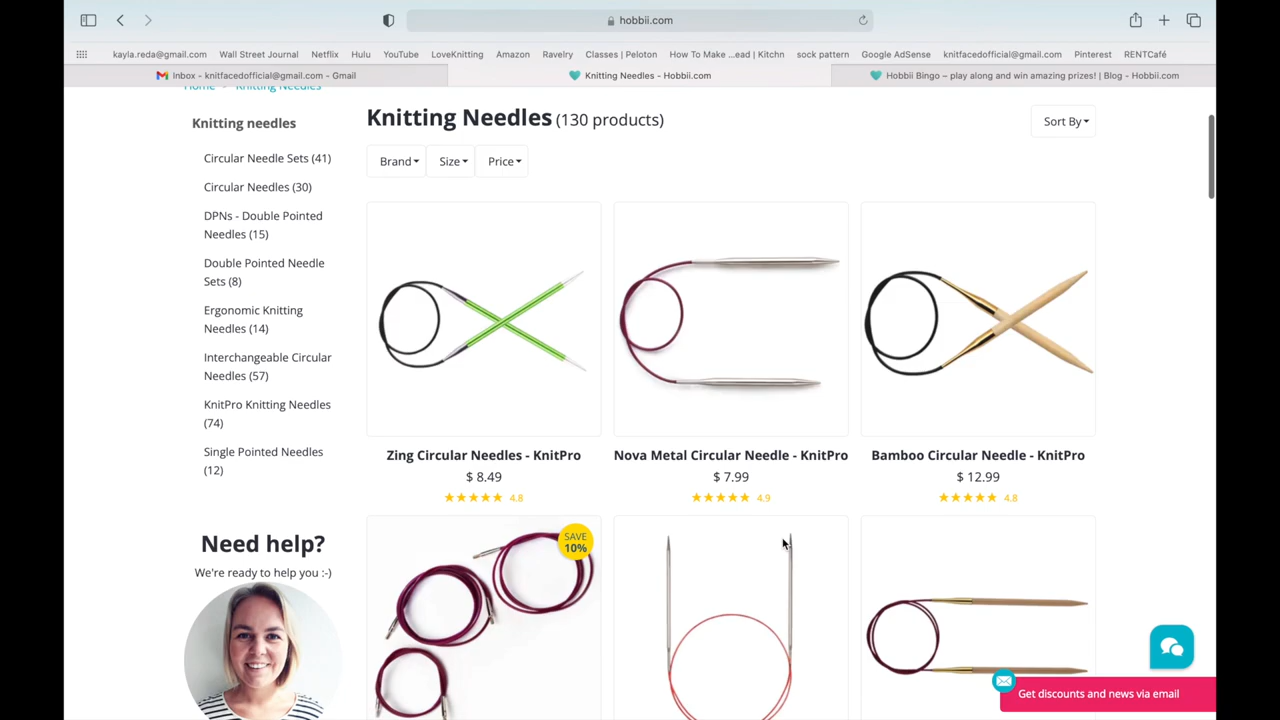 hobbii.com
kayla.reda@gmail.com Wall Street Journal Netflix Hulu YouTube LoveKnitting Amazon Ravelry Classes | Peloton How To Make ...ead | Kitchn sock pattern Google AdSense knitfacedofficial@gmail.com Pinterest RENTCafé
Inbox - knitfacedofficial@gmail.com - Gmail
Knitting Needles - Hobbii.com
Hobbii Bingo – play along and win amazing prizes! | Blog - Hobbii.com
Home - Knitting Needles
Knitting needles
Circular Needle Sets (41)
Circular Needles (30)
DPNs - Double Pointed
Needles (15)
Double Pointed Needle
Sets (8)
Ergonomic Knitting
Needles (14)
Interchangeable Circular
Needles (57)
KnitPro Knitting Needles
(74)
Single Pointed Needles
(12)
Need help?
We're ready to help you :-)
Knitting Needles (130 products)
Sort By
Brand Size Price
Zing Circular Needles - KnitPro
$ 8.49
4.8
Nova Metal Circular Needle - KnitPro
$ 7.99
4.9
Bamboo Circular Needle - KnitPro
$ 12.99
4.8
SAVE
10%
Get discounts and news via email